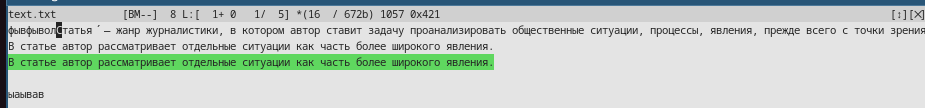 text.txt [BM--] 8 L:[ 1+ 0 1/ 5] *(16 / 672b) 1057 0x421 [↕][X]
фывфыволСтатья ́ — жанр журналистики, в котором автор ставит задачу проанализировать общественные ситуации, процессы, явления, прежде всего с точки зрения
В статье автор рассматривает отдельные ситуации как часть более широкого явления.
В статье автор рассматривает отдельные ситуации как часть более широкого явления.
ыаывав